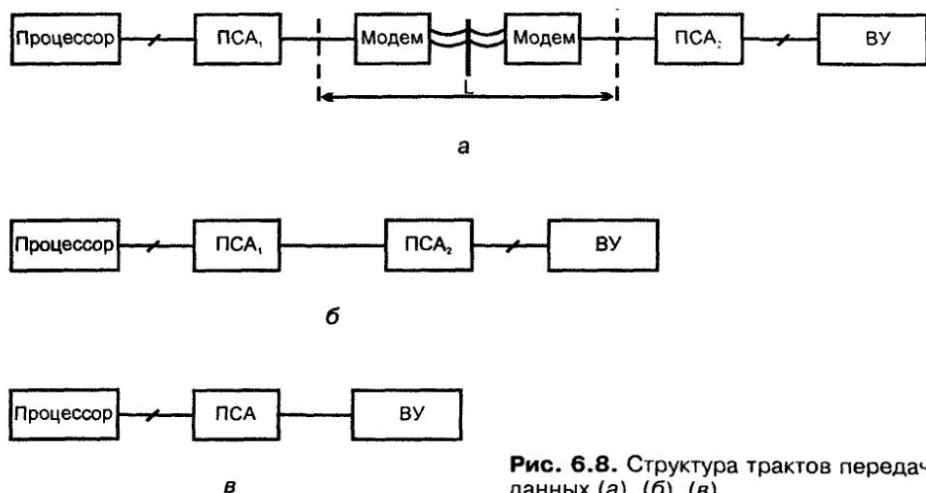 Процессор ПСА₁ Модем Модем ПСА₂ ВУ
L
а
Процессор ПСА₁ ПСА₂ ВУ
б
Процессор ПСА ВУ
в
Рис. 6.8. Структура трактов передач
данных (а), (б), (в)